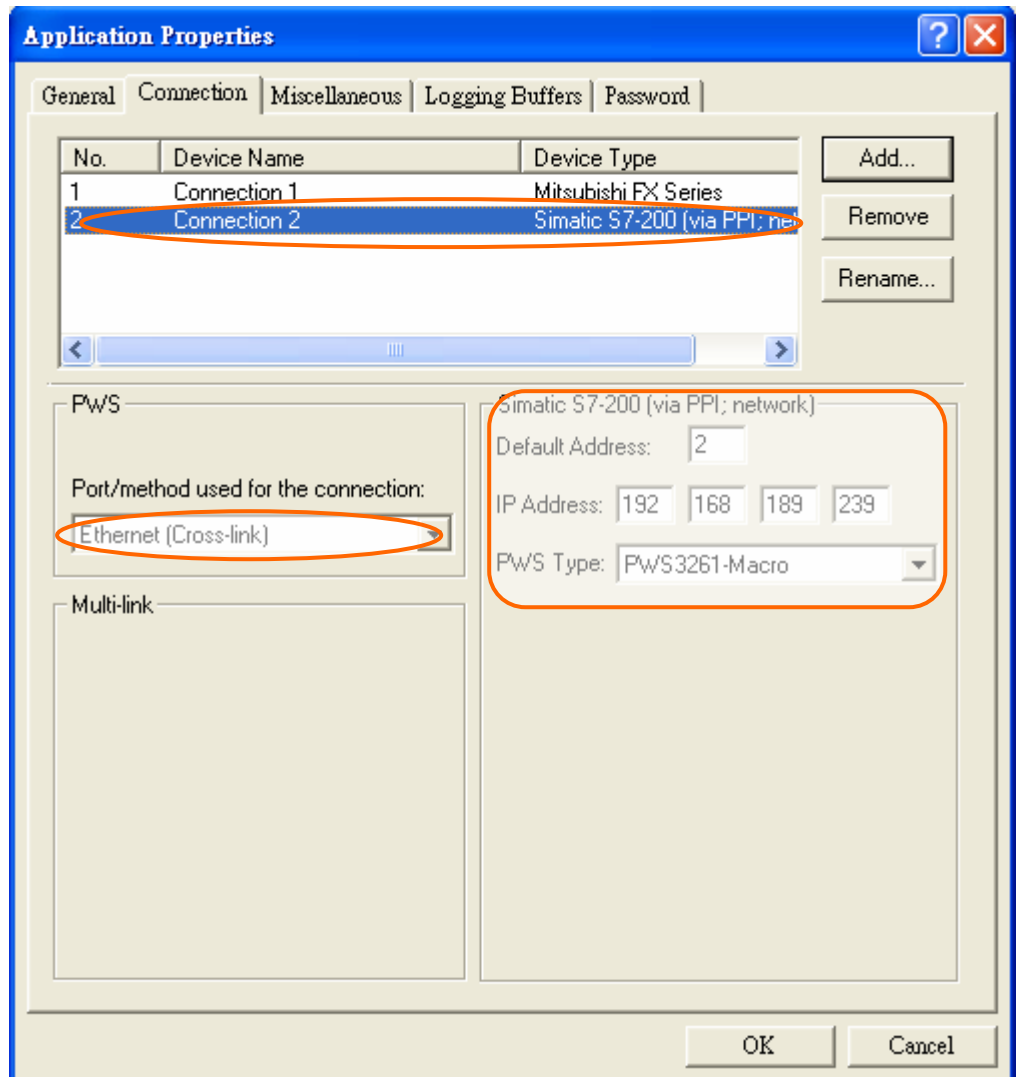 Application Properties
General Connection Miscellaneous Logging Buffers Password
No. Device Name Device Type
1 Connection 1 Mitsubishi FX Series
2 Connection 2 Simatic S7-200 (via PPI; net
Add...
Remove
Rename...
PWS
Port/method used for the connection:
Ethernet (Cross-link)
Simatic S7-200 (via PPI; network)
Default Address: 2
IP Address: 192 168 189 239
PWS Type: PWS3261-Macro
Multi-link
OK Cancel